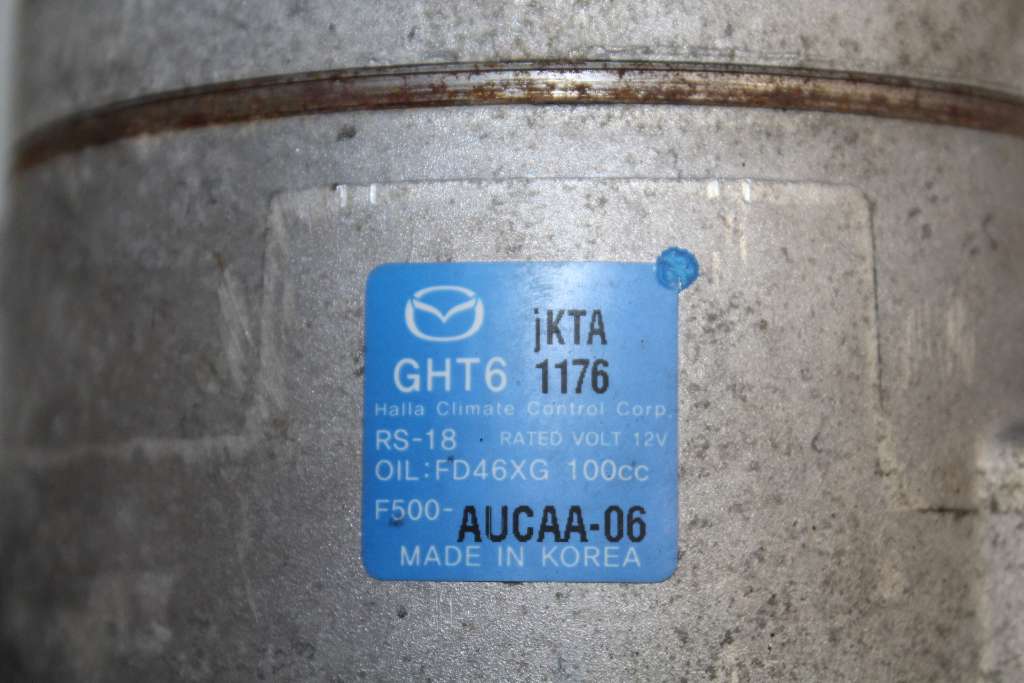 jKTA
GHT6 1176
Halla Climate Control Corp.
RS-18 RATED VOLT 12V
OIL:FD46XG 100cc
F500-AUCAA-06
MADE IN KOREA